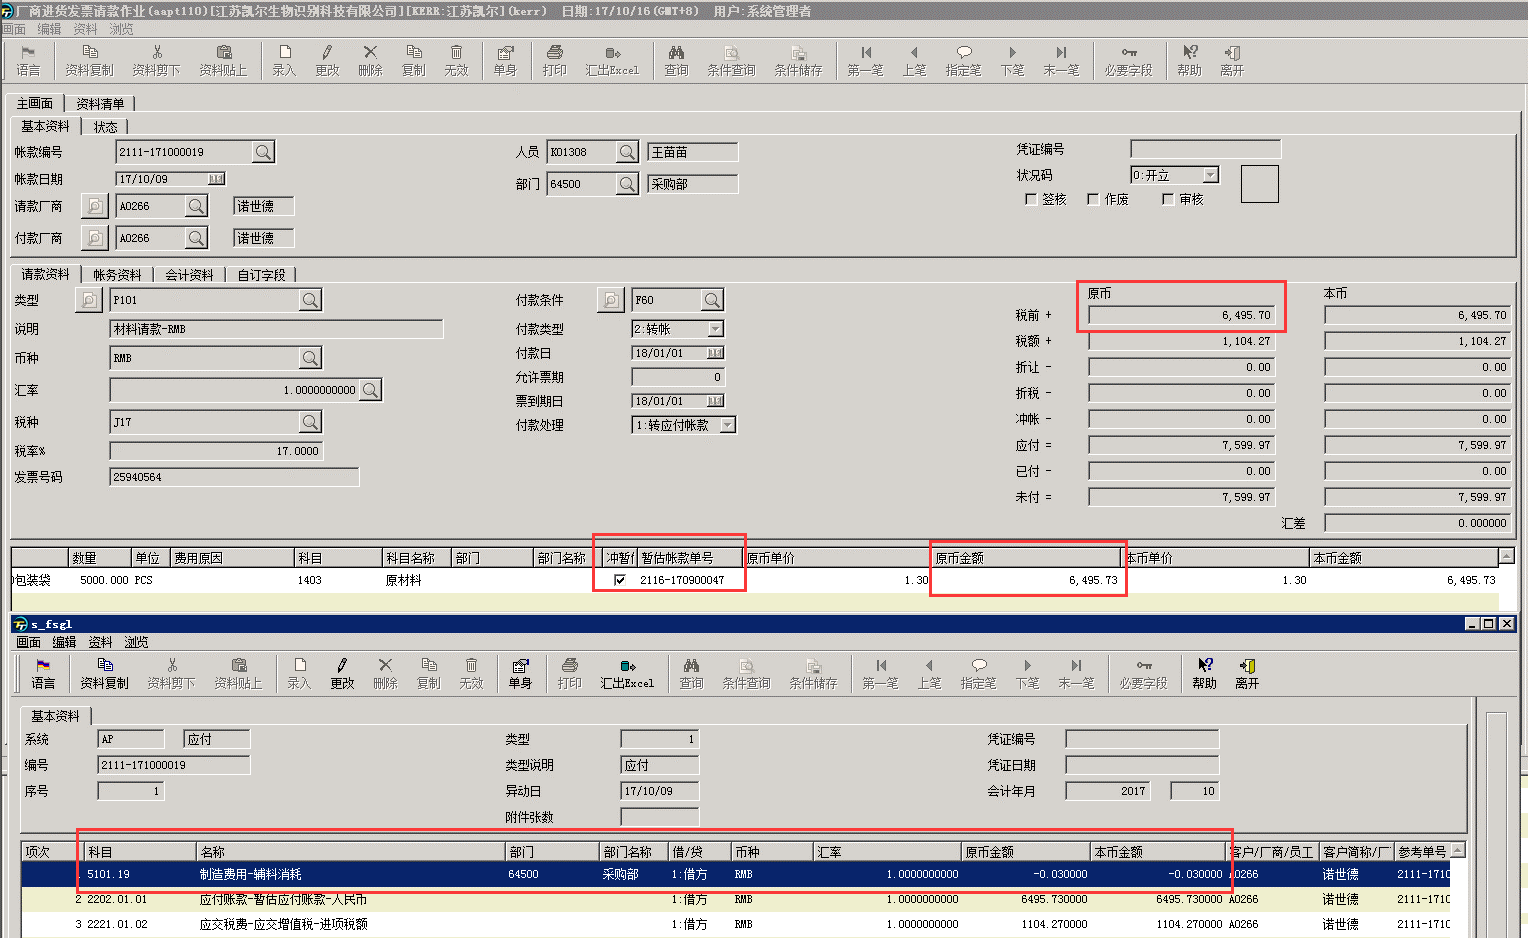 厂商进货发票请款作业(aapt110)[江苏凯尔生物识别科技有限公司][KERR:江苏凯尔](kerr) 日期:17/10/16(GMT+8) 用户:系统管理者
画面 编辑 资料 浏览
语言 资料复制 资料剪下 资料贴上 录入 更改 删除 复制 无效 单身 打印 汇出Excel 查询 条件查询 条件储存 第一笔 上笔 指定笔 下笔 末一笔 必要字段 帮助 离开
主画面 资料清单
基本资料 状态
帐款编号 2111-171000019 人员 K01308 王苗苗 凭证编号
帐款日期 17/10/09 部门 64500 采购部 状况码 0:开立
请款厂商 A0266 诺世德 签核 作废 审核
付款厂商 A0266 诺世德
请款资料 帐务资料 会计资料 自订字段
类型 P101 付款条件 F60 原币 本币
税前 + 6,495.70 6,495.70
说明 材料请款-RMB 付款类型 2:转帐
税额 + 1,104.27 1,104.27
币种 RMB 付款日 18/01/01
折让 - 0.00 0.00
允许票期 0
汇率 1.0000000000 折税 - 0.00 0.00
票到期日 18/01/01
税种 J17 付款处理 1:转应付帐款 冲帐 - 0.00 0.00
税率% 17.0000 应付 = 7,599.97 7,599.97
发票号码 25940564 已付 - 0.00 0.00
未付 = 7,599.97 7,599.97
汇差 0.000000
数量 单位 费用原因 科目 科目名称 部门 部门名称 冲暂估 暂估帐款单号 原币单价 原币金额 本币单价 本币金额
包装袋 5000.000 PCS 1403 原材料 2116-170900047 1.30 6,495.73 1.30 6,495.73
s_fsgl
画面 编辑 资料 浏览
语言 资料复制 资料剪下 资料贴上 录入 更改 删除 复制 无效 单身 打印 汇出Excel 查询 条件查询 条件储存 第一笔 上笔 指定笔 下笔 末一笔 必要字段 帮助 离开
基本资料
系统 AP 应付 类型 1 凭证编号
编号 2111-171000019 类型说明 应付 凭证日期
序号 1 异动日 17/10/09 会计年月 2017 10
附件张数
项次 科目 名称 部门 部门名称 借/贷 币种 汇率 原币金额 本币金额 客户/厂商/员工 客户简称/厂 参考单号
1 5101.19 制造费用-辅料消耗 64500 采购部 1:借方 RMB 1.0000000000 -0.030000 -0.030000 A0266 诺世德 2111-1710
2 2202.01.01 应付账款-暂估应付账款-人民币 1:借方 RMB 1.0000000000 6495.730000 6495.730000 A0266 诺世德 2111-1710
3 2221.01.02 应交税费-应交增值税-进项税额 1:借方 RMB 1.0000000000 1104.270000 1104.270000 A0266 诺世德 2111-1710